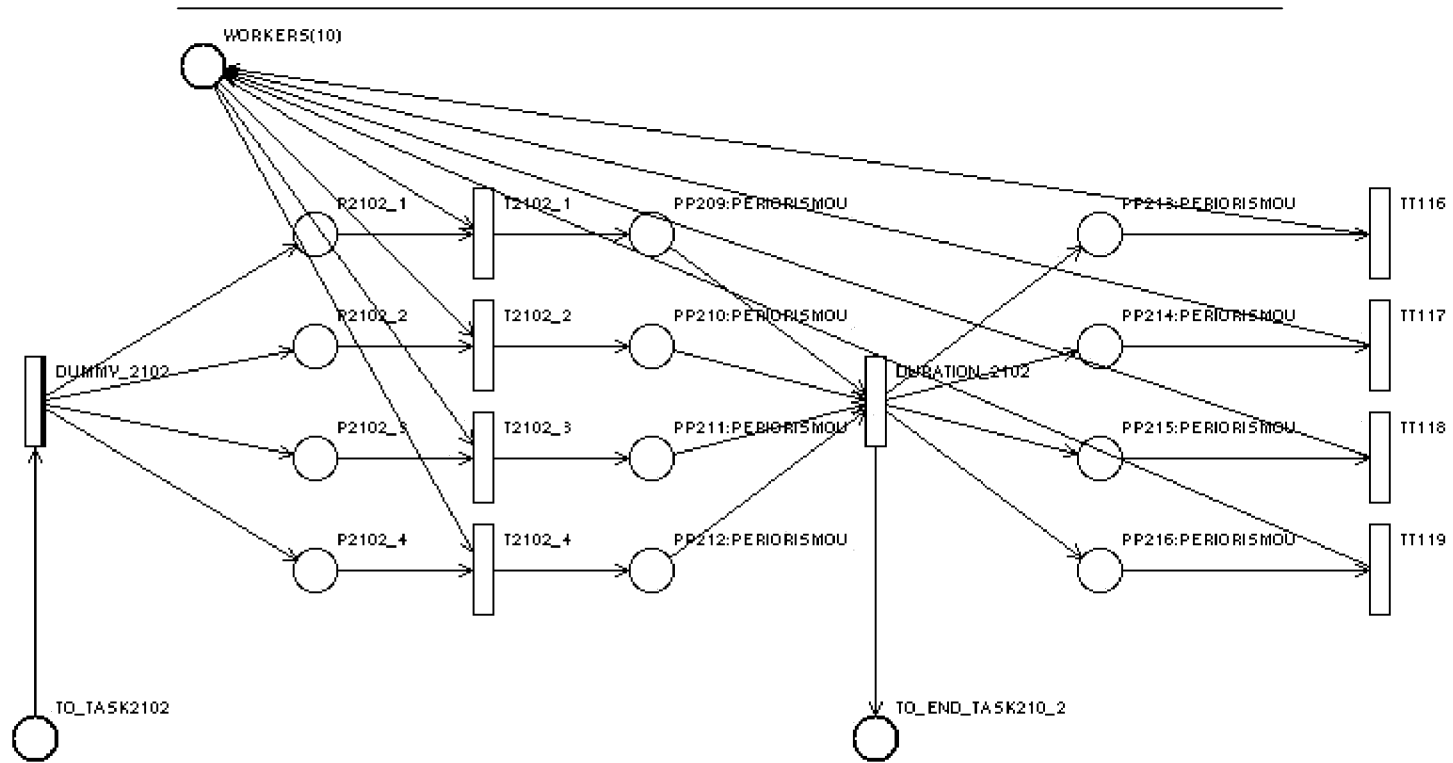 WORKERS(10)
P2102_1 T2102_1 PP209:PERIORISMOU PP213:PERIORISMOU TT116
P2102_2 T2102_2 PP210:PERIORISMOU PP214:PERIORISMOU TT117
DUMMY_2102 DURATION_2102
P2102_3 T2102_3 PP211:PERIORISMOU PP215:PERIORISMOU TT118
P2102_4 T2102_4 PP212:PERIORISMOU PP216:PERIORISMOU TT119
TO_TASK2102 TO_END_TASK210_2